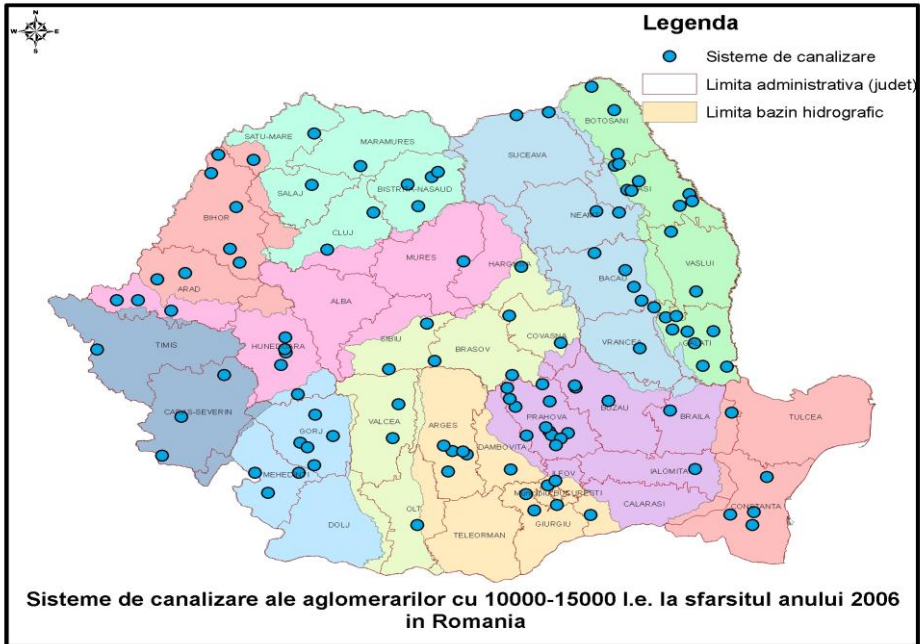 N
W E
S
Legenda
Sisteme de canalizare
Limita administrativa (judet)
Limita bazin hidrografic
BOTOSANI
SATU-MARE
MARAMURES
SUCEAVA
SALAJ
BISTRITA-NASAUD
IASI
BIHOR
NEAMT
CLUJ
MURES
HARGHITA
VASLUI
BACAU
ARAD
ALBA
TIMIS
HUNEDOARA
SIBIU
BRASOV
COVASNA
VRANCEA
GALATI
CARAS-SEVERIN
GORJ
VALCEA
ARGES
PRAHOVA
BUZAU
BRAILA
TULCEA
DAMBOVITA
MEHEDINTI
ILFOV
IALOMITA
BUCURESTI
CALARASI
CONSTANTA
DOLJ
OLT
GIURGIU
TELEORMAN
Sisteme de canalizare ale aglomerarilor cu 10000-15000 l.e. la sfarsitul anului 2006
in Romania